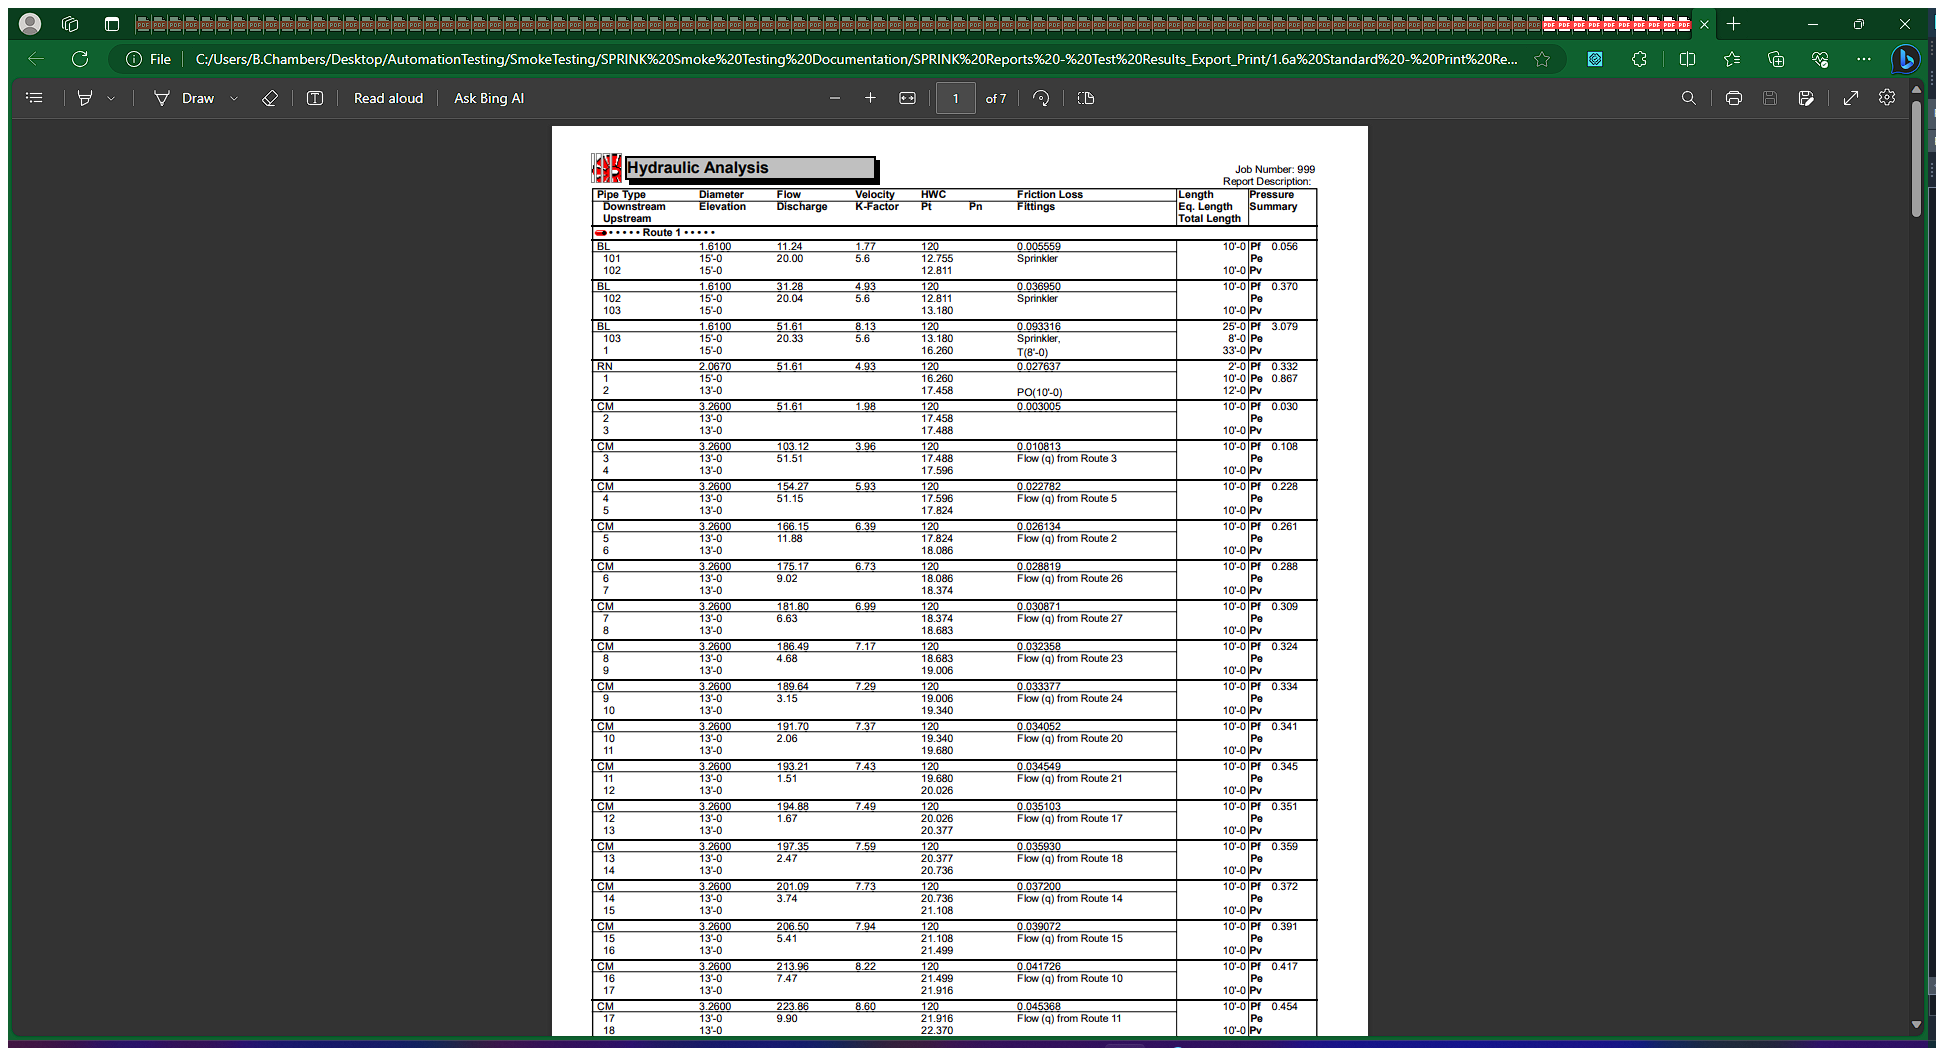 File C:/Users/B.Chambers/Desktop/AutomationTesting/SmokeTesting/SPRINK%20Smoke%20Testing%20Documentation/SPRINK%20Reports%20-%20Test%20Results_Export_Print/1.6a%20Standard%20-%20Print%20Re...
Draw Read aloud Ask Bing AI 1 of 7
Hydraulic Analysis
Job Number: 999
Report Description:
Pipe Type Diameter Flow Velocity HWC Friction Loss Length Pressure
Downstream Elevation Discharge K-Factor Pt Pn Fittings Eq. Length Summary
Upstream Total Length
• • • • • Route 1 • • • • •
BL 1.6100 11.24 1.77 120 0.005559 10'-0 Pf 0.056
101 15'-0 20.00 5.6 12.755 Sprinkler Pe
102 15'-0 12.811 10'-0 Pv
BL 1.6100 31.28 4.93 120 0.036950 10'-0 Pf 0.370
102 15'-0 20.04 5.6 12.811 Sprinkler Pe
103 15'-0 13.180 10'-0 Pv
BL 1.6100 51.61 8.13 120 0.093316 25'-0 Pf 3.079
103 15'-0 20.33 5.6 13.180 Sprinkler, 8'-0 Pe
1 15'-0 16.260 T(8'-0) 33'-0 Pv
RN 2.0670 51.61 4.93 120 0.027637 2'-0 Pf 0.332
1 15'-0 16.260 10'-0 Pe 0.867
2 13'-0 17.458 PO(10'-0) 12'-0 Pv
CM 3.2600 51.61 1.98 120 0.003005 10'-0 Pf 0.030
2 13'-0 17.458 Pe
3 13'-0 17.488 10'-0 Pv
CM 3.2600 103.12 3.96 120 0.010813 10'-0 Pf 0.108
3 13'-0 51.51 17.488 Flow (q) from Route 3 Pe
4 13'-0 17.596 10'-0 Pv
CM 3.2600 154.27 5.93 120 0.022782 10'-0 Pf 0.228
4 13'-0 51.15 17.596 Flow (q) from Route 5 Pe
5 13'-0 17.824 10'-0 Pv
CM 3.2600 166.15 6.39 120 0.026134 10'-0 Pf 0.261
5 13'-0 11.88 17.824 Flow (q) from Route 2 Pe
6 13'-0 18.086 10'-0 Pv
CM 3.2600 175.17 6.73 120 0.028819 10'-0 Pf 0.288
6 13'-0 9.02 18.086 Flow (q) from Route 26 Pe
7 13'-0 18.374 10'-0 Pv
CM 3.2600 181.80 6.99 120 0.030871 10'-0 Pf 0.309
7 13'-0 6.63 18.374 Flow (q) from Route 27 Pe
8 13'-0 18.683 10'-0 Pv
CM 3.2600 186.49 7.17 120 0.032358 10'-0 Pf 0.324
8 13'-0 4.68 18.683 Flow (q) from Route 23 Pe
9 13'-0 19.006 10'-0 Pv
CM 3.2600 189.64 7.29 120 0.033377 10'-0 Pf 0.334
9 13'-0 3.15 19.006 Flow (q) from Route 24 Pe
10 13'-0 19.340 10'-0 Pv
CM 3.2600 191.70 7.37 120 0.034052 10'-0 Pf 0.341
10 13'-0 2.06 19.340 Flow (q) from Route 20 Pe
11 13'-0 19.680 10'-0 Pv
CM 3.2600 193.21 7.43 120 0.034549 10'-0 Pf 0.345
11 13'-0 1.51 19.680 Flow (q) from Route 21 Pe
12 13'-0 20.026 10'-0 Pv
CM 3.2600 194.88 7.49 120 0.035103 10'-0 Pf 0.351
12 13'-0 1.67 20.026 Flow (q) from Route 17 Pe
13 13'-0 20.377 10'-0 Pv
CM 3.2600 197.35 7.59 120 0.035930 10'-0 Pf 0.359
13 13'-0 2.47 20.377 Flow (q) from Route 18 Pe
14 13'-0 20.736 10'-0 Pv
CM 3.2600 201.09 7.73 120 0.037200 10'-0 Pf 0.372
14 13'-0 3.74 20.736 Flow (q) from Route 14 Pe
15 13'-0 21.108 10'-0 Pv
CM 3.2600 206.50 7.94 120 0.039072 10'-0 Pf 0.391
15 13'-0 5.41 21.108 Flow (q) from Route 15 Pe
16 13'-0 21.499 10'-0 Pv
CM 3.2600 213.96 8.22 120 0.041726 10'-0 Pf 0.417
16 13'-0 7.47 21.499 Flow (q) from Route 10 Pe
17 13'-0 21.916 10'-0 Pv
CM 3.2600 223.86 8.60 120 0.045368 10'-0 Pf 0.454
17 13'-0 9.90 21.916 Flow (q) from Route 11 Pe
18 13'-0 22.370 10'-0 Pv